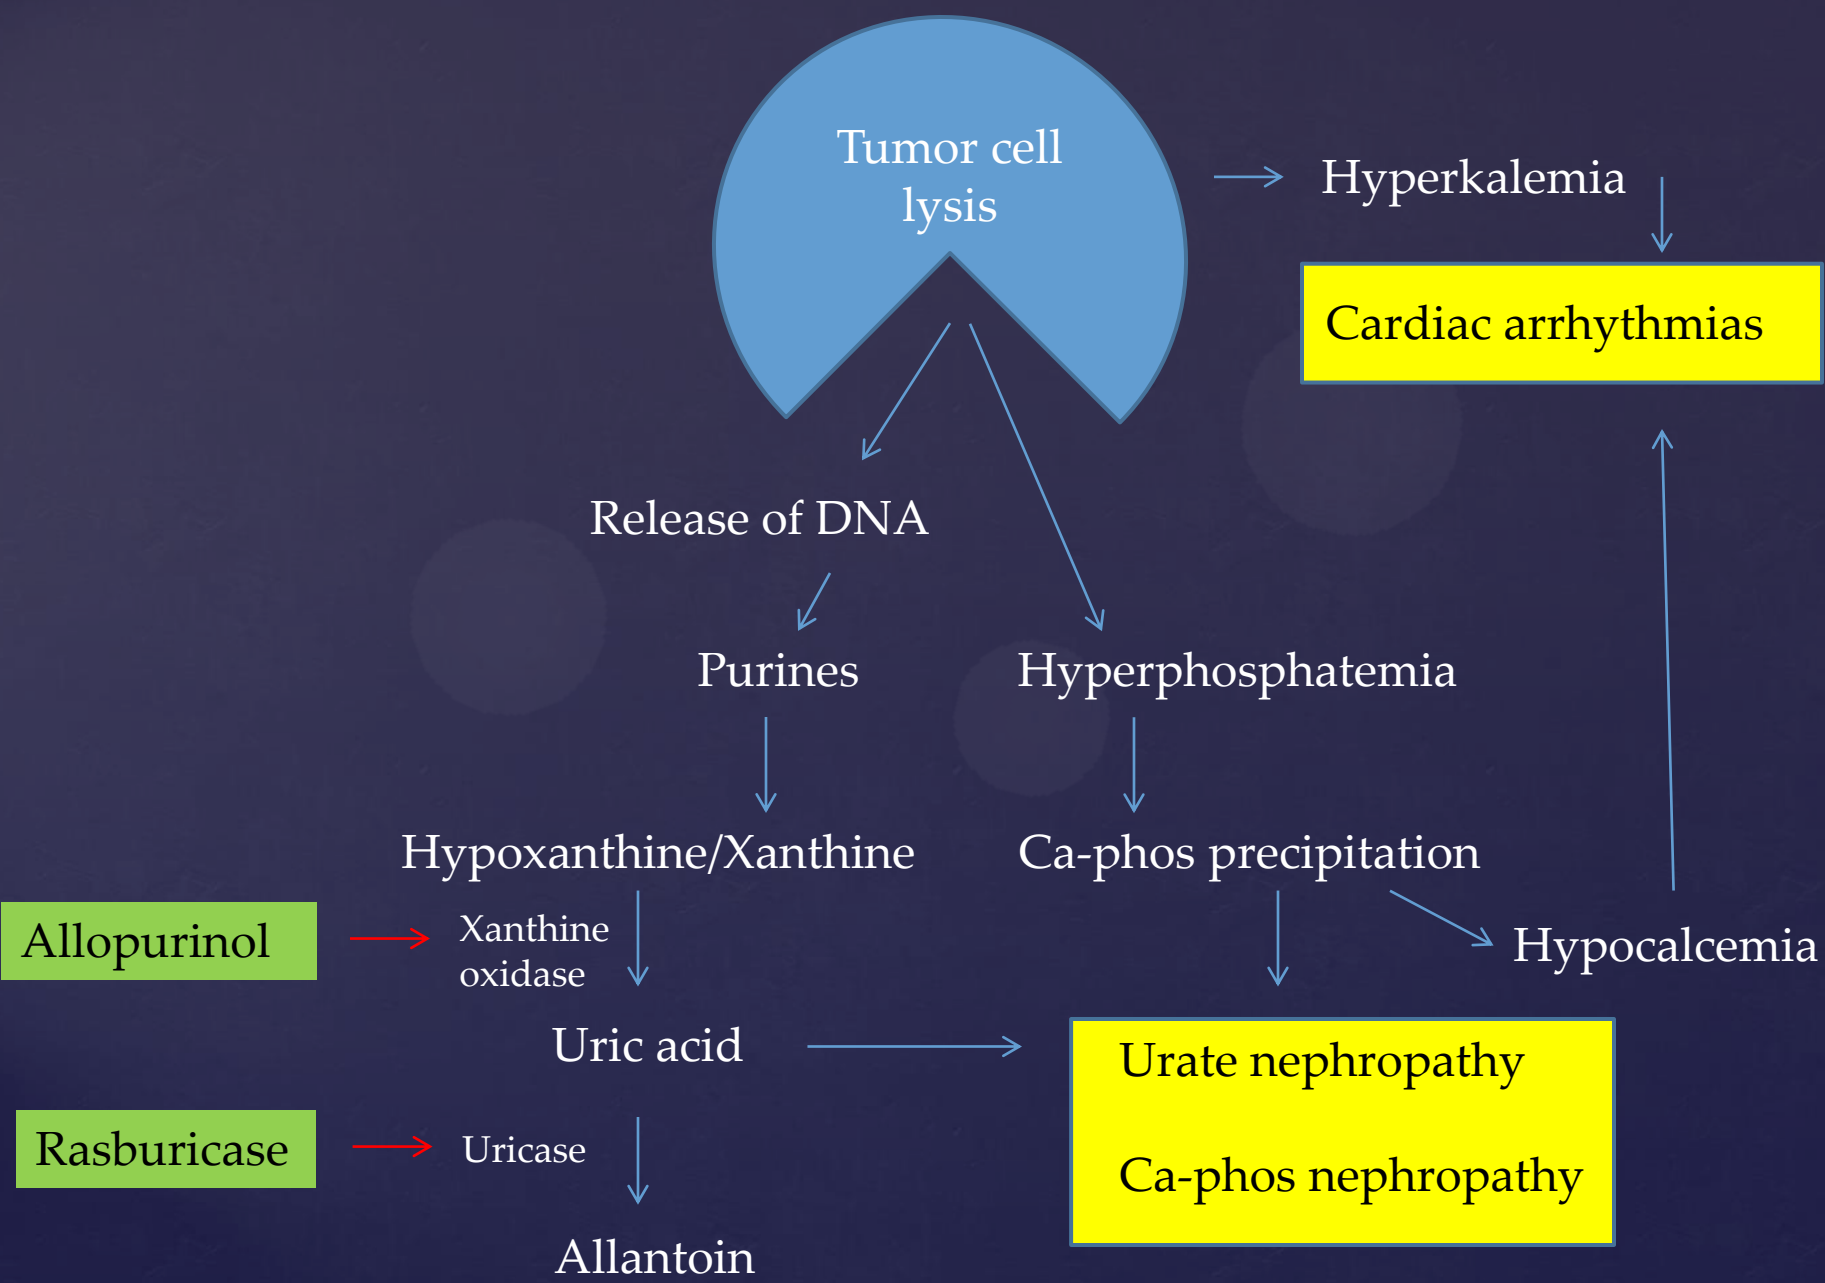 Tumor cell
lysis
Hyperkalemia
Cardiac arrhythmias
Release of DNA
Purines
Hyperphosphatemia
Hypoxanthine/Xanthine
Ca-phos precipitation
Allopurinol
Xanthine
oxidase
Hypocalcemia
Uric acid
Urate nephropathy
Rasburicase
Uricase
Ca-phos nephropathy
Allantoin